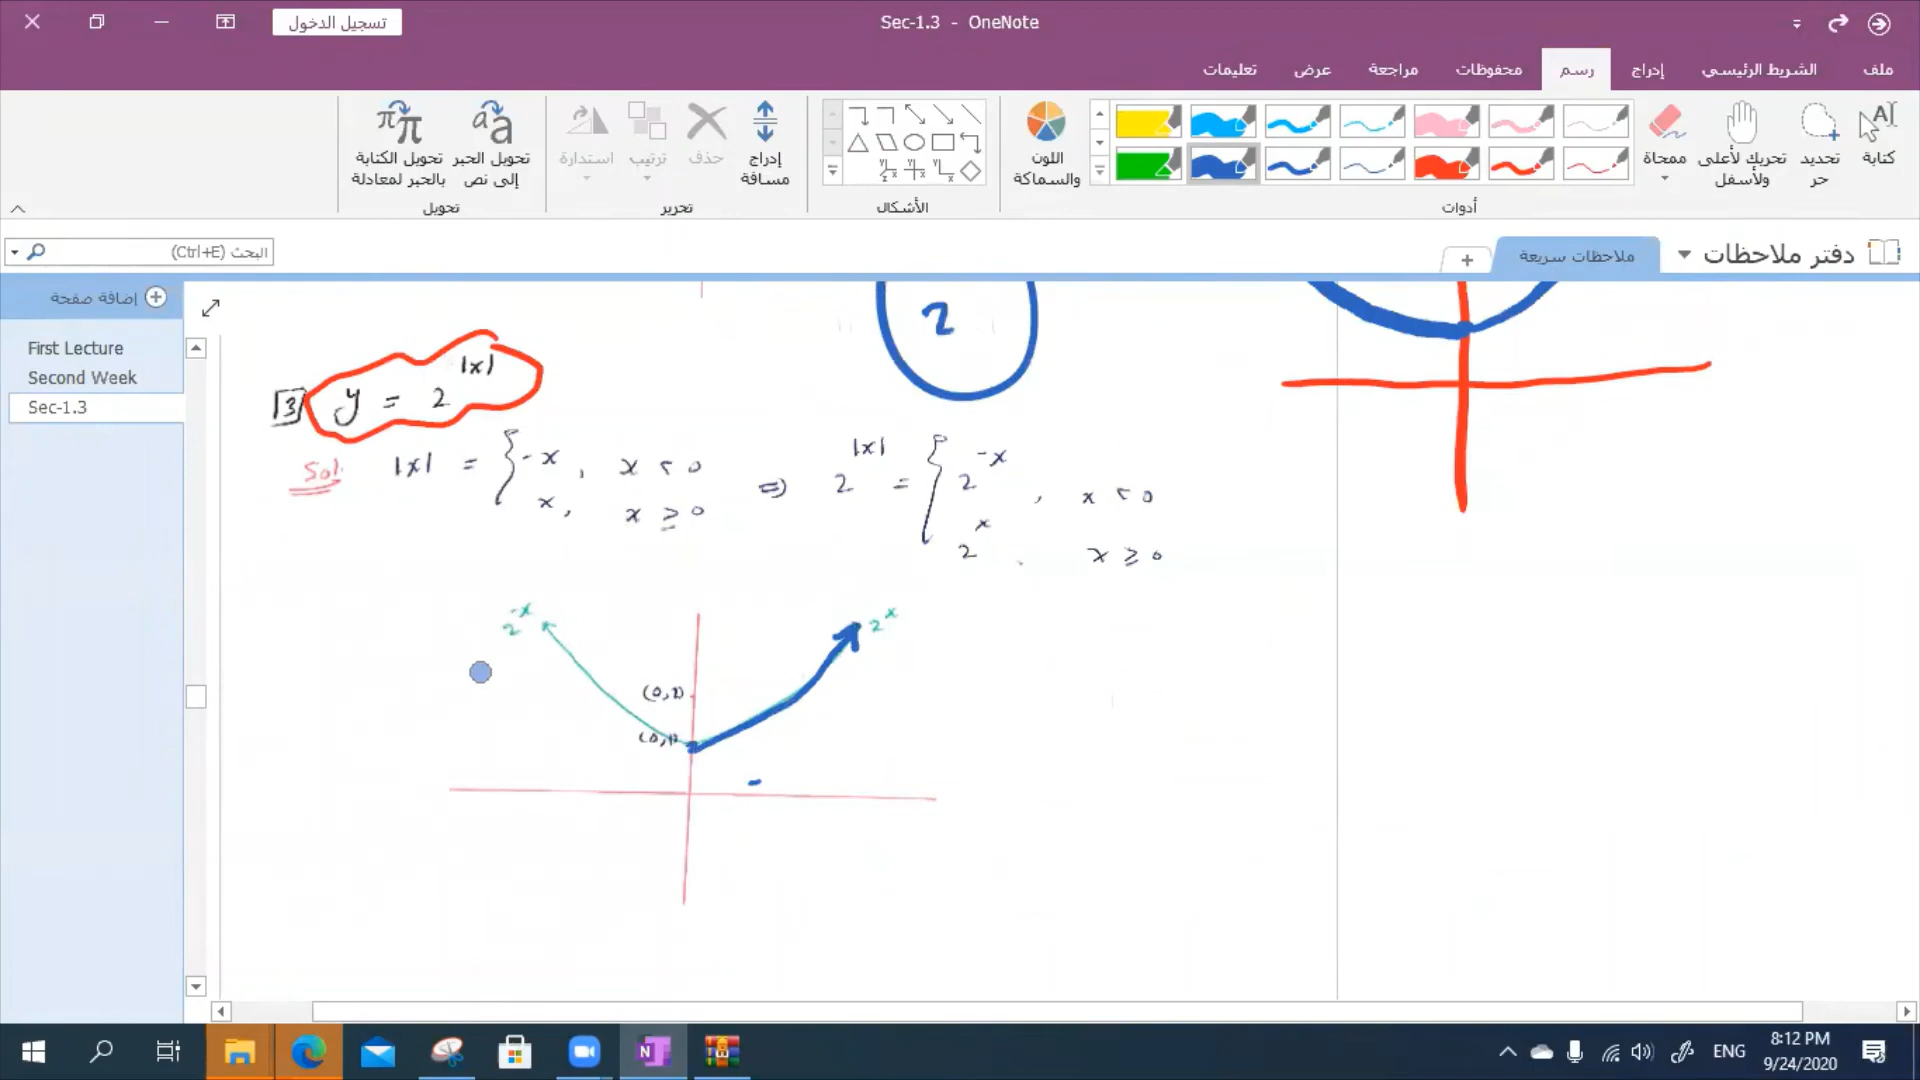 تسجيل الدخول
Sec-1.3 - OneNote
ملف الشريط الرئيسي إدراج رسم محفوظات مراجعة عرض تعليمات
كتابة
تحديد حر
تحريك لأعلى ولأسفل
ممحاة
أدوات
اللون والسماكة
الأشكال
إدراج مسافة
حذف
ترتيب
استدارة
تحرير
تحويل الحبر إلى نص
تحويل الكتابة بالحبر لمعادلة
تحويل
دفتر ملاحظات
ملاحظات سريعة
البحث (Ctrl+E)
إضافة صفحة
First Lecture
Second Week
Sec-1.3
2
[3] y = 2^|x|
Sol. |x| = { -x, x < 0
x, x ≥ 0
⇒ 2^|x| = { 2^-x, x < 0
2^x, x ≥ 0
2^-x
2^x
(0,2)
(0,1)
ENG
8:12 PM
9/24/2020